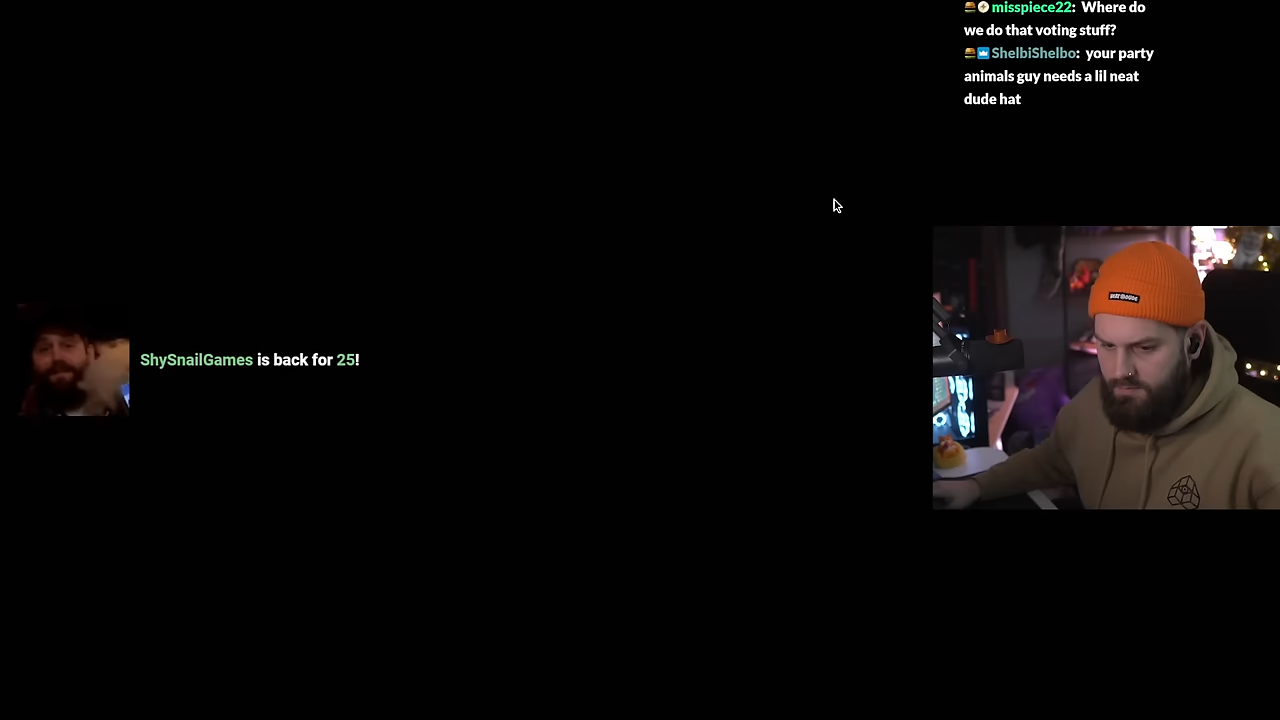 misspiece22: Where do
we do that voting stuff?
ShelbiShelbo: your party
animals guy needs a lil neat
dude hat
ShySnailGames is back for 25!